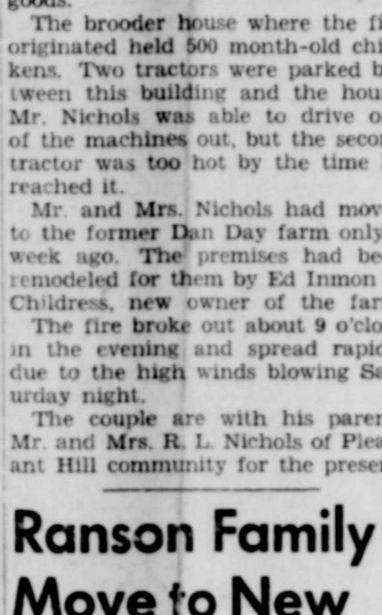 goods.
The brooder house where the fi
originated held 500 month-old chi
kens. Two tractors were parked b
tween this building and the hou
Mr. Nichols was able to drive o
of the machines out, but the seco
tractor was too hot by the time
reached it.
Mr. and Mrs. Nichols had mov
to the former Dan Day farm only
week ago. The premises had be
remodeled for them by Ed Inmon
Childress, new owner of the far
The fire broke out about 9 o'clo
in the evening and spread rapid
due to the high winds blowing Sa
urday night.
The couple are with his paren
Mr. and Mrs. R. L. Nichols of Plea
ant Hill community for the prese
Ranson Family
Move to New